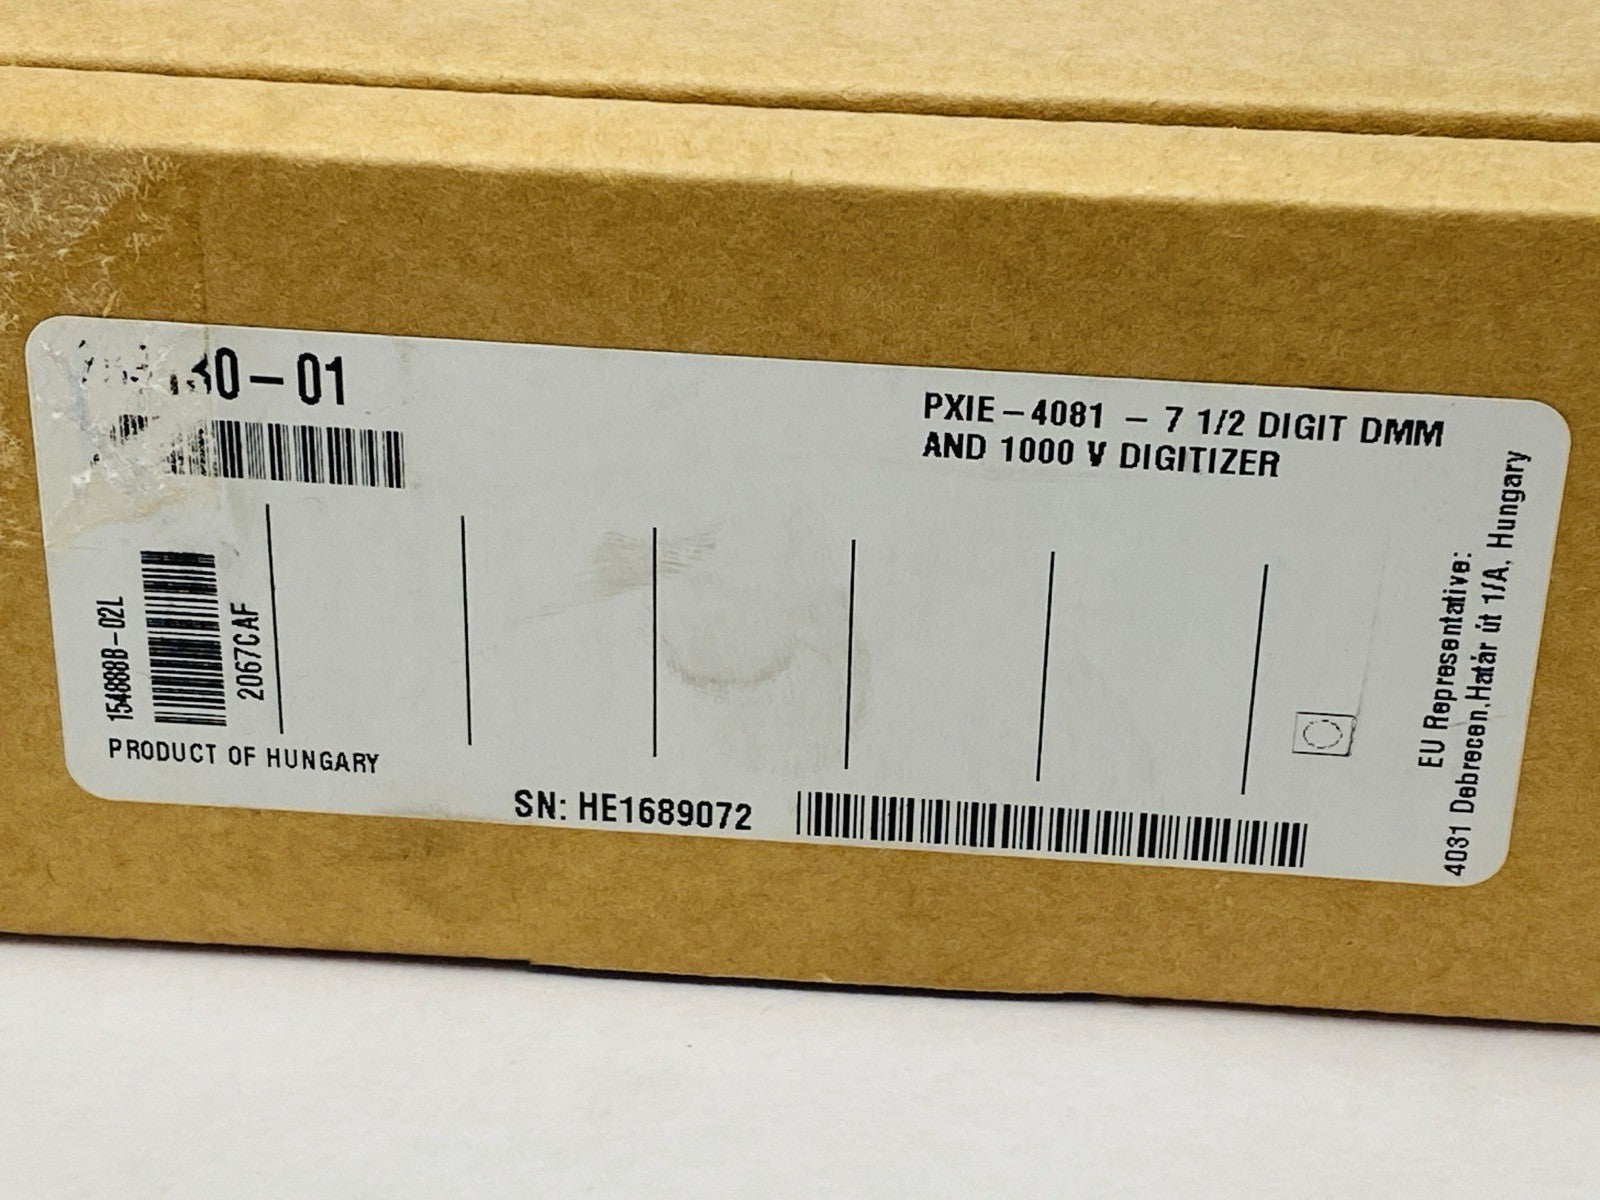 0-01
PXIE-4081 - 7 1/2 DIGIT DMM
AND 1000 V DIGITIZER
154888B-02L
2067CAF
PRODUCT OF HUNGARY
SN: HE1689072
EU Representative:
4031 Debrecen,Határ út 1/A, Hungary